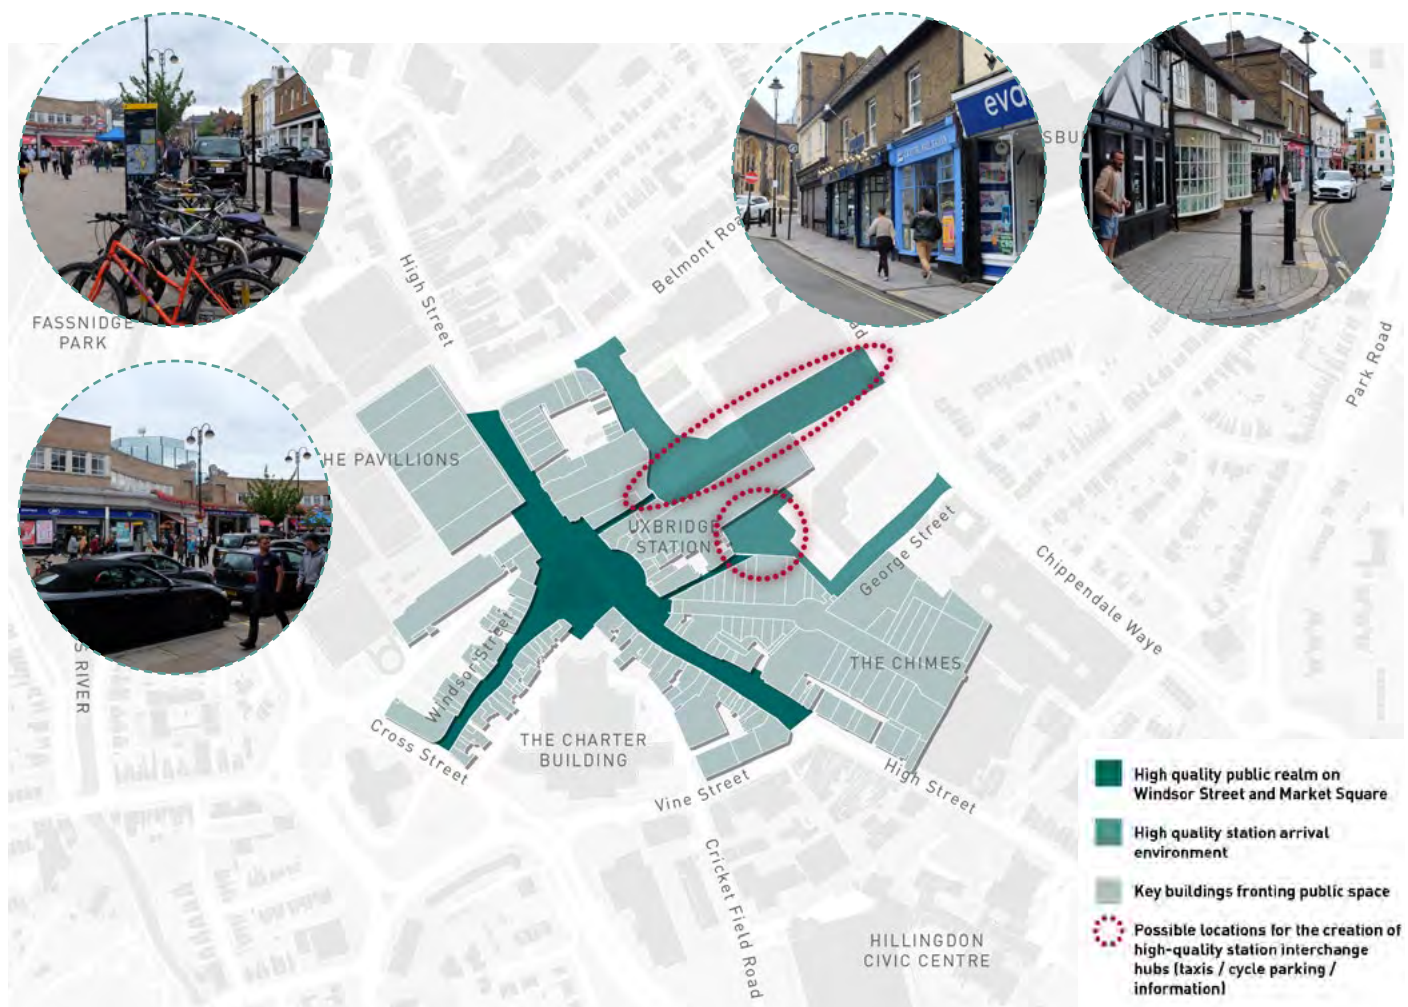 eva
SBU
High Street
Belmont Road
FASSNIDGE
PARK
Park Road
HE PAVILLIONS
UXBRIDGE
STATION
George Street
Chippendale Waye
S RIVER
Windsor Street
THE CHIMES
Cross Street
THE CHARTER
BUILDING
Vine Street
High Street
Cricket Field Road
HILLINGDON
CIVIC CENTRE
High quality public realm on
Windsor Street and Market Square
High quality station arrival
environment
Key buildings fronting public space
Possible locations for the creation of
high-quality station interchange
hubs (taxis / cycle parking /
information)